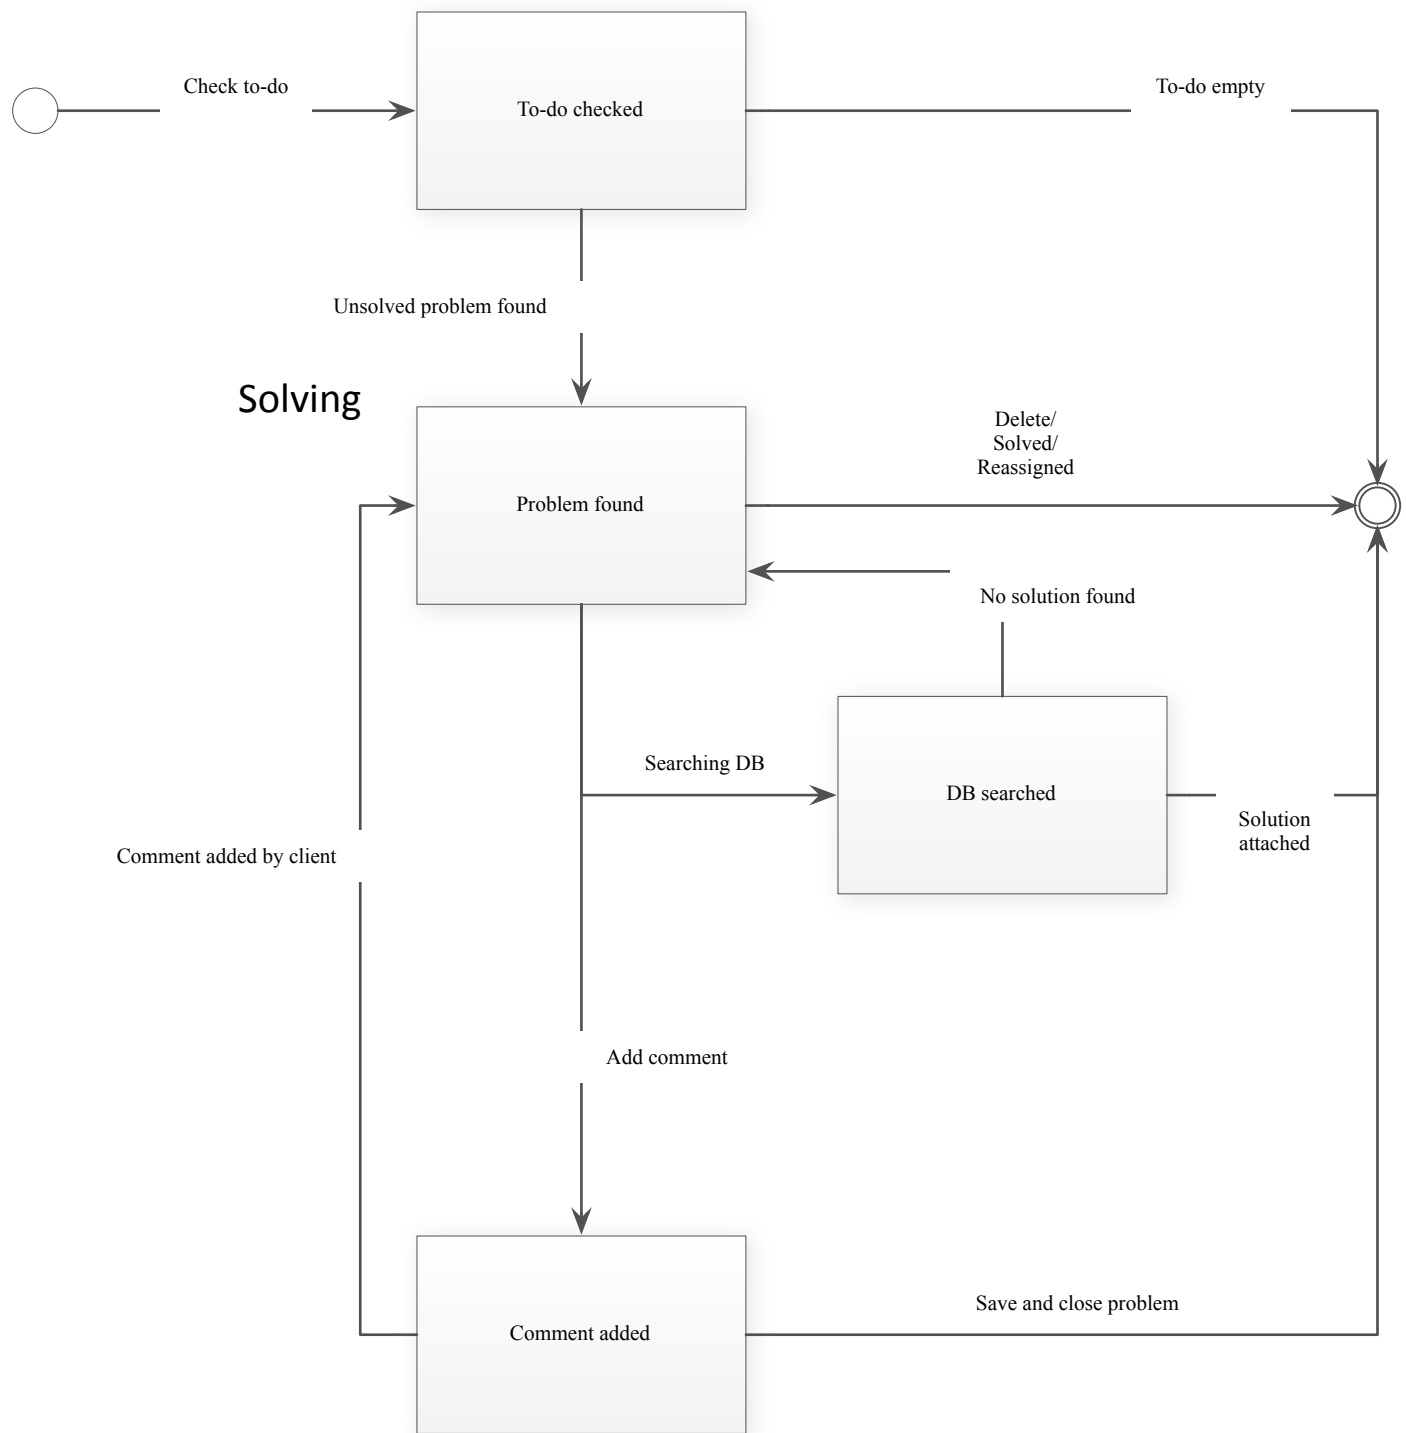 Check to-do
To-do checked
To-do empty
Unsolved problem found
Solving
Delete/
Solved/
Reassigned
Problem found
No solution found
Searching DB
DB searched
Solution
attached
Comment added by client
Add comment
Save and close problem
Comment added